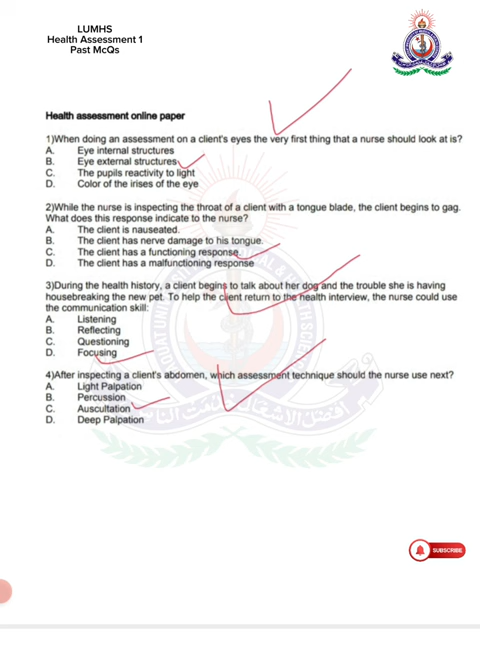 LUMHS
Health Assessment 1
Past McQs
Health assessment online paper
1)When doing an assessment on a client's eyes the very first thing that a nurse should look at is?
A. Eye internal structures
B. Eye external structures
C. The pupils reactivity to light
D. Color of the irises of the eye
2)While the nurse is inspecting the throat of a client with a tongue blade, the client begins to gag.
What does this response indicate to the nurse?
A. The client is nauseated.
B. The client has nerve damage to his tongue.
C. The client has a functioning response.
D. The client has a malfunctioning response
3)During the health history, a client begins to talk about her dog and the trouble she is having
housebreaking the new pet. To help the client return to the health interview, the nurse could use
the communication skill:
A. Listening
B. Reflecting
C. Questioning
D. Focusing
4)After inspecting a client's abdomen, which assessment technique should the nurse use next?
A. Light Palpation
B. Percussion
C. Auscultation
D. Deep Palpation
SUBSCRIBE